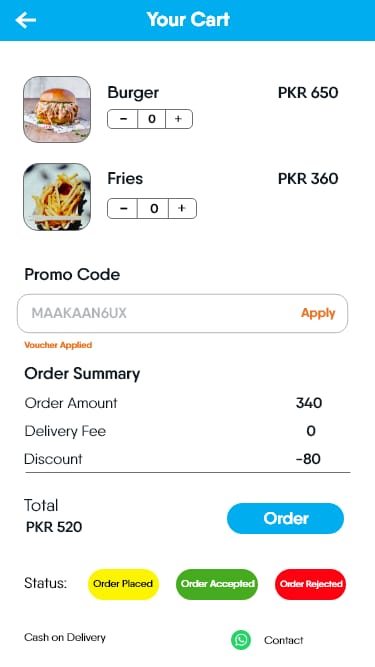 Your Cart
Burger PKR 650
- 0 +
Fries PKR 360
- 0 +
Promo Code
MAAKAAN6UX Apply
Voucher Applied
Order Summary
Order Amount 340
Delivery Fee 0
Discount -80
Total
PKR 520 Order
Status: Order Placed Order Accepted Order Rejected
Cash on Delivery Contact